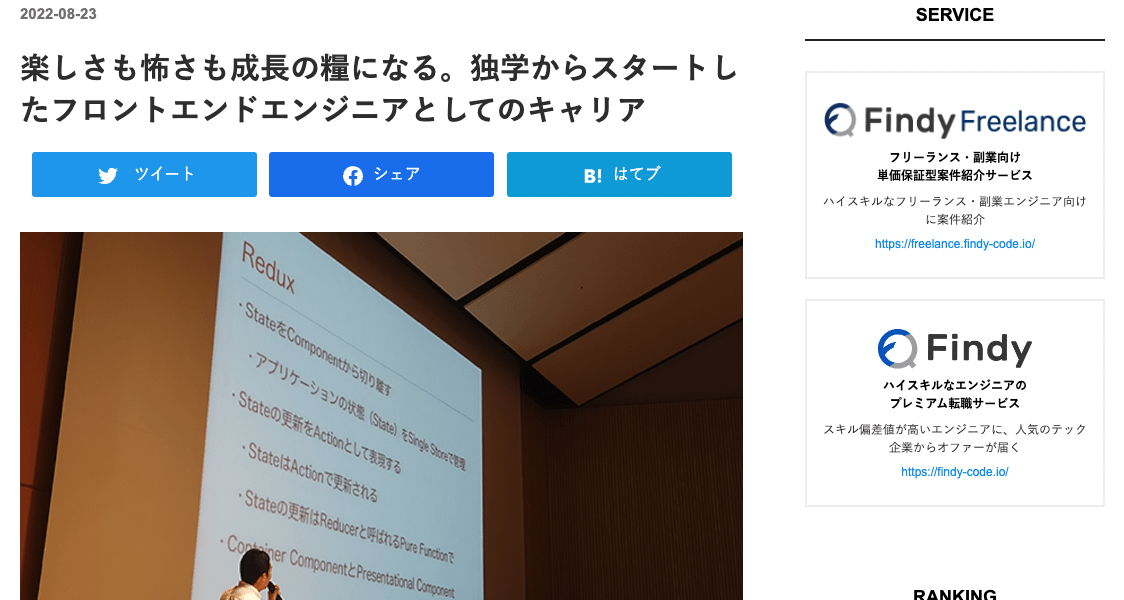 2022-08-23
楽しさも怖さも成長の糧になる。独学からスタートし
たフロントエンドエンジニアとしてのキャリア
ツイート
シェア
B! はてブ
Redux
・StateをComponentから切り離す
・アプリケーションの状態（State）をSingle Storeで管理
・Stateの更新をActionとして表現する
・StateはActionで更新される
・Stateの更新はReducerと呼ばれるPure Functionで
・Container ComponentとPresentational Component
SERVICE
Findy Freelance
フリーランス・副業向け
単価保証型案件紹介サービス
ハイスキルなフリーランス・副業エンジニア向け
に案件紹介
https://freelance.findy-code.io/
Findy
ハイスキルなエンジニアの
プレミアム転職サービス
スキル偏差値が高いエンジニアに、人気のテック
企業からオファーが届く
https://findy-code.io/
RANKING